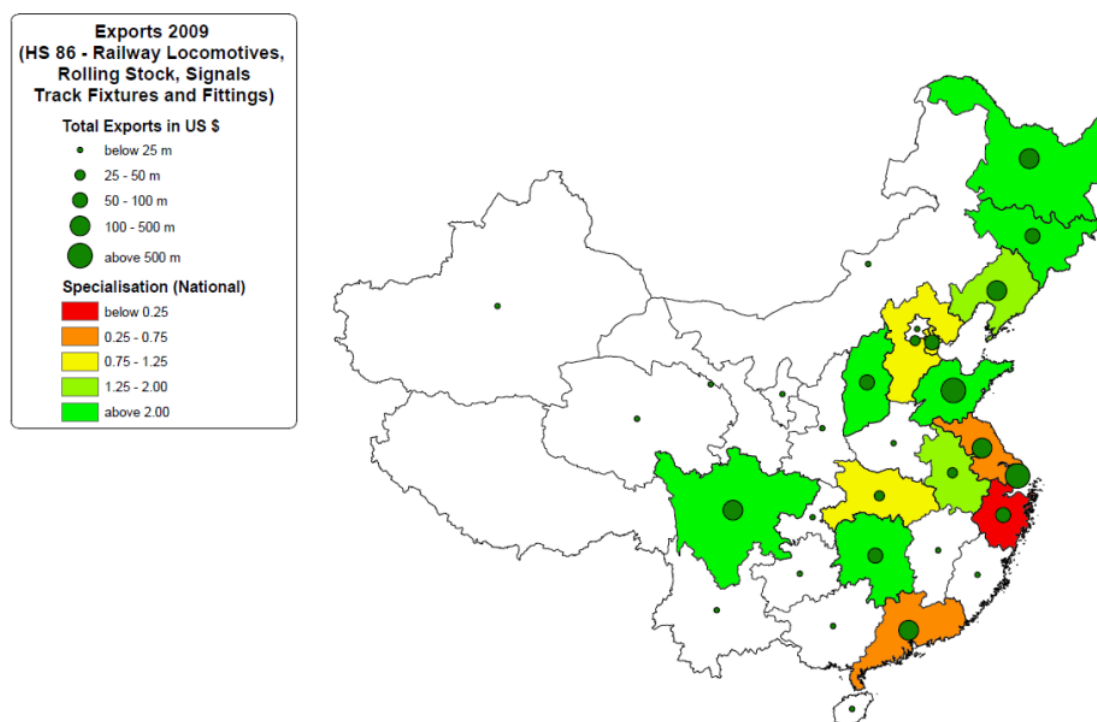 Exports 2009
(HS 86 - Railway Locomotives,
Rolling Stock, Signals
Track Fixtures and Fittings)
Total Exports in US $
below 25 m
25 - 50 m
50 - 100 m
100 - 500 m
above 500 m
Specialisation (National)
below 0.25
0.25 - 0.75
0.75 - 1.25
1.25 - 2.00
above 2.00